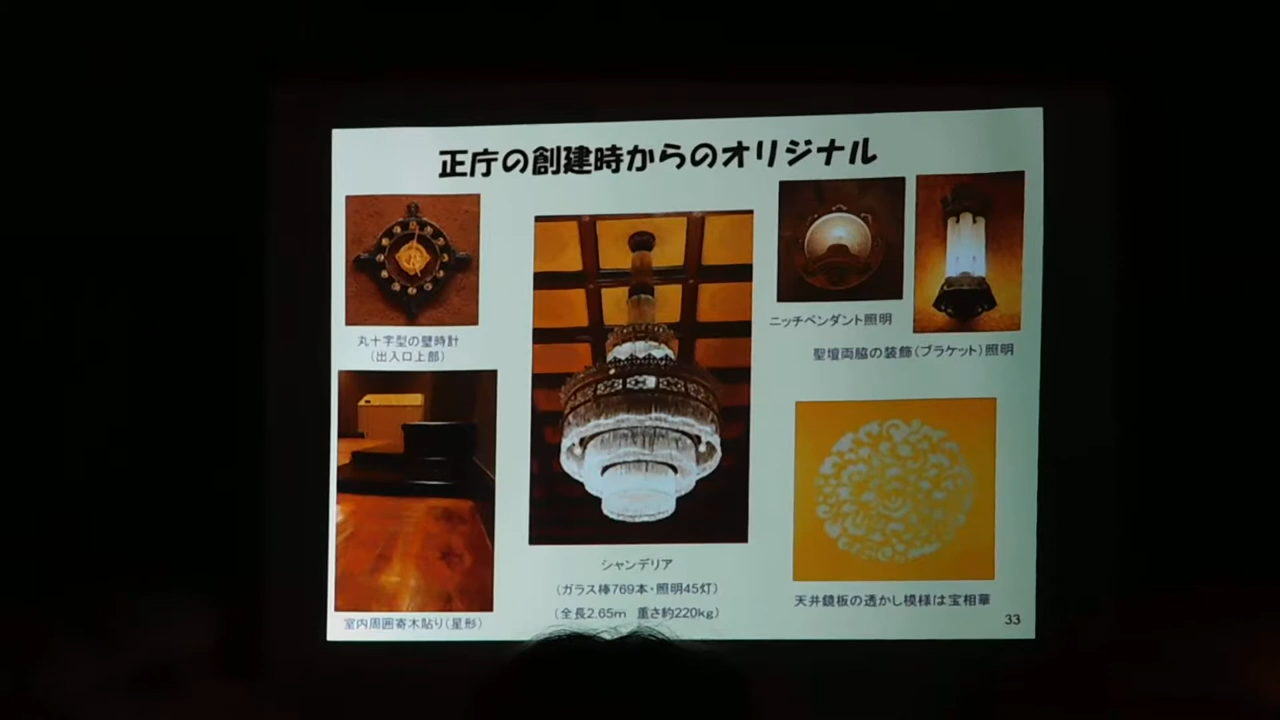 正庁の創建時からのオリジナル
丸十字型の壁時計
(出入口上部)
室内周囲寄木貼り(星形)
シャンデリア
(ガラス棒769本・照明45灯)
(全長2.65m 重さ約220kg)
ニッチペンダント照明
聖壇両脇の装飾(ブラケット)照明
天井鏡板の透かし模様は宝相華
33